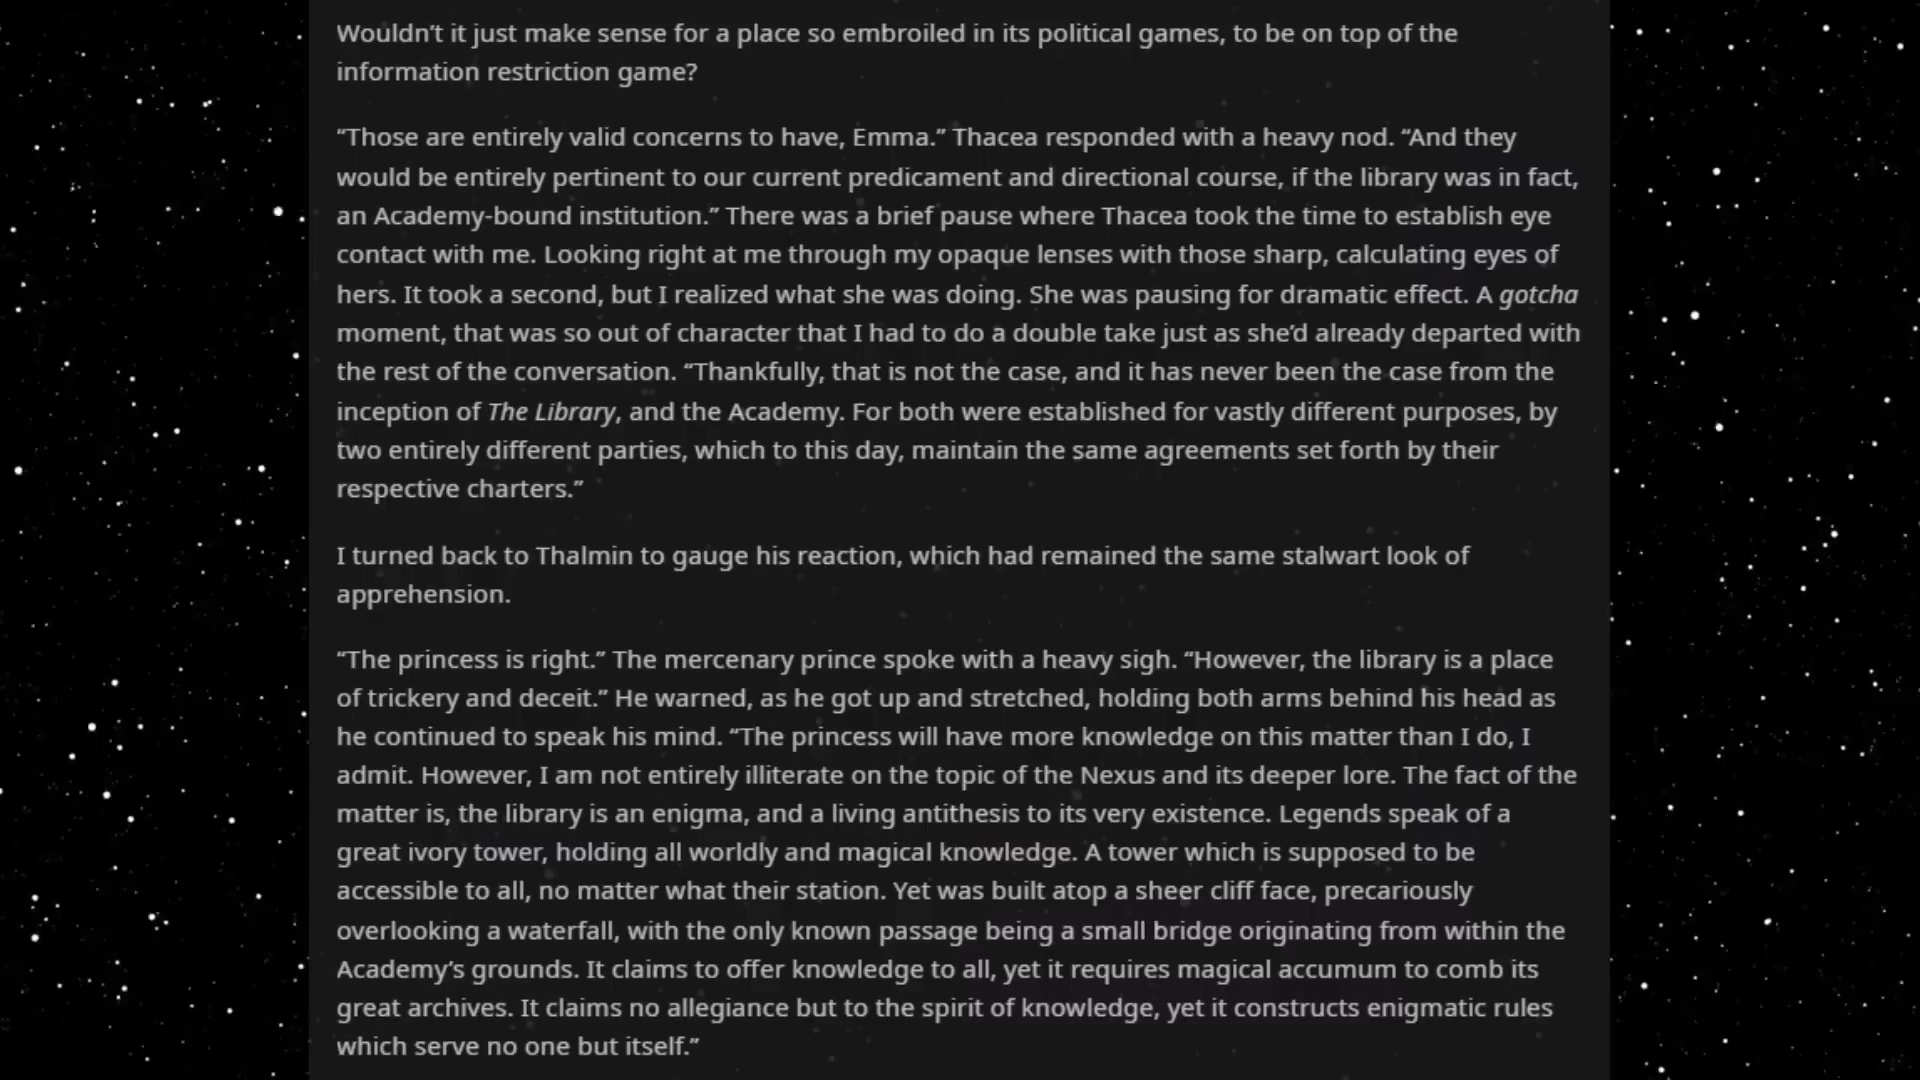 Wouldn’t it just make sense for a place so embroiled in its political games, to be on top of the
information restriction game?
“Those are entirely valid concerns to have, Emma.” Thacea responded with a heavy nod. “And they
would be entirely pertinent to our current predicament and directional course, if the library was in fact,
an Academy-bound institution.” There was a brief pause where Thacea took the time to establish eye
contact with me. Looking right at me through my opaque lenses with those sharp, calculating eyes of
hers. It took a second, but I realized what she was doing. She was pausing for dramatic effect. A gotcha
moment, that was so out of character that I had to do a double take just as she’d already departed with
the rest of the conversation. “Thankfully, that is not the case, and it has never been the case from the
inception of The Library, and the Academy. For both were established for vastly different purposes, by
two entirely different parties, which to this day, maintain the same agreements set forth by their
respective charters.”
I turned back to Thalmin to gauge his reaction, which had remained the same stalwart look of
apprehension.
“The princess is right.” The mercenary prince spoke with a heavy sigh. “However, the library is a place
of trickery and deceit.” He warned, as he got up and stretched, holding both arms behind his head as
he continued to speak his mind. “The princess will have more knowledge on this matter than I do, I
admit. However, I am not entirely illiterate on the topic of the Nexus and its deeper lore. The fact of the
matter is, the library is an enigma, and a living antithesis to its very existence. Legends speak of a
great ivory tower, holding all worldly and magical knowledge. A tower which is supposed to be
accessible to all, no matter what their station. Yet was built atop a sheer cliff face, precariously
overlooking a waterfall, with the only known passage being a small bridge originating from within the
Academy’s grounds. It claims to offer knowledge to all, yet it requires magical accumum to comb its
great archives. It claims no allegiance but to the spirit of knowledge, yet it constructs enigmatic rules
which serve no one but itself.”